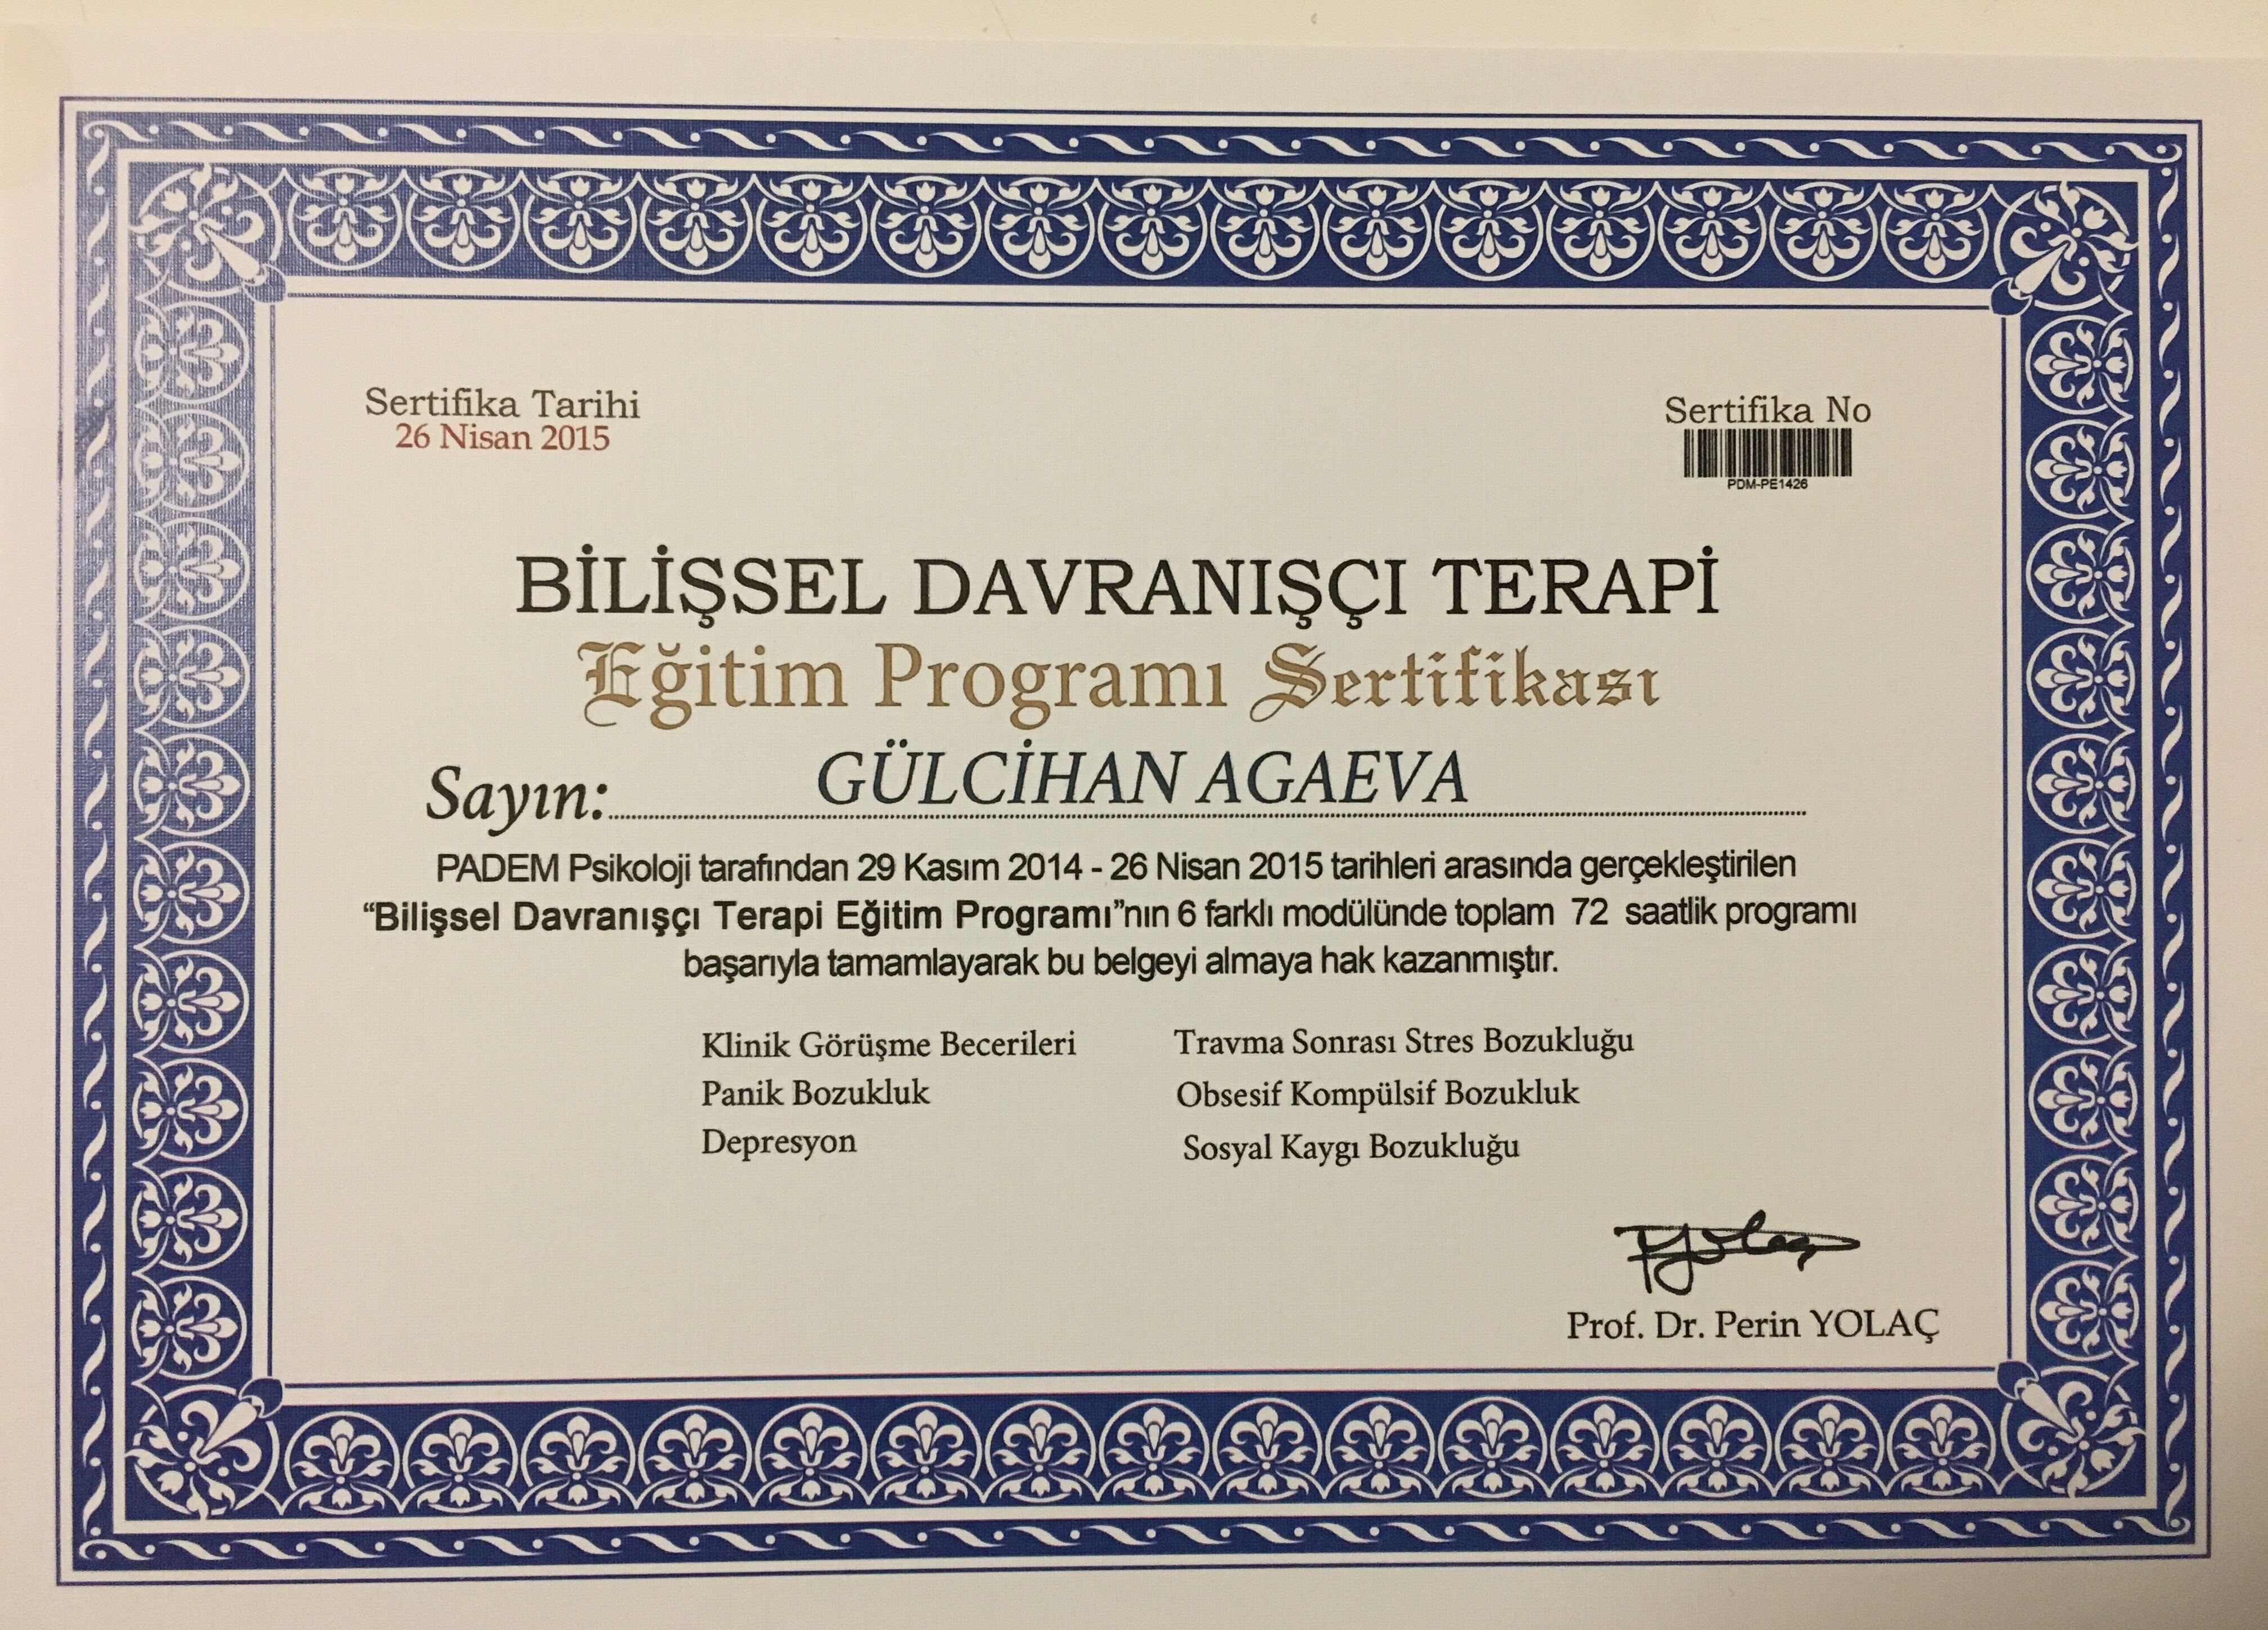 Sertifika Tarihi
26 Nisan 2015
Sertifika No
PDM-PE1426
BİLİŞSEL DAVRANIŞÇI TERAPİ
Eğitim Programı Sertifikası
Sayın: GÜLCİHAN AGAEVA
PADEM Psikoloji tarafından 29 Kasım 2014 - 26 Nisan 2015 tarihleri arasında gerçekleştirilen
“Bilişsel Davranışçı Terapi Eğitim Programı”nın 6 farklı modülünde toplam 72 saatlik programı
başarıyla tamamlayarak bu belgeyi almaya hak kazanmıştır.
Klinik Görüşme Becerileri
Panik Bozukluk
Depresyon
Travma Sonrası Stres Bozukluğu
Obsesif Kompülsif Bozukluk
Sosyal Kaygı Bozukluğu
PYolaç
Prof. Dr. Perin YOLAÇ